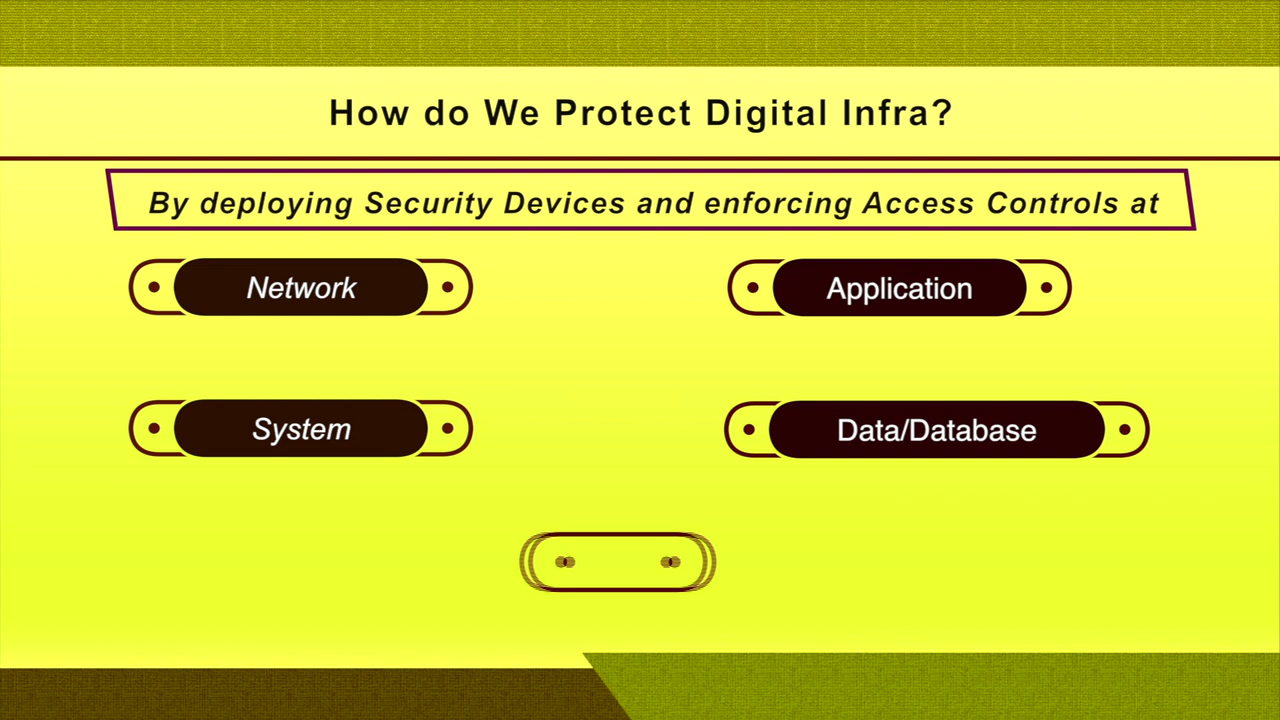 How do We Protect Digital Infra?
By deploying Security Devices and enforcing Access Controls at
Network
Application
System
Data/Database